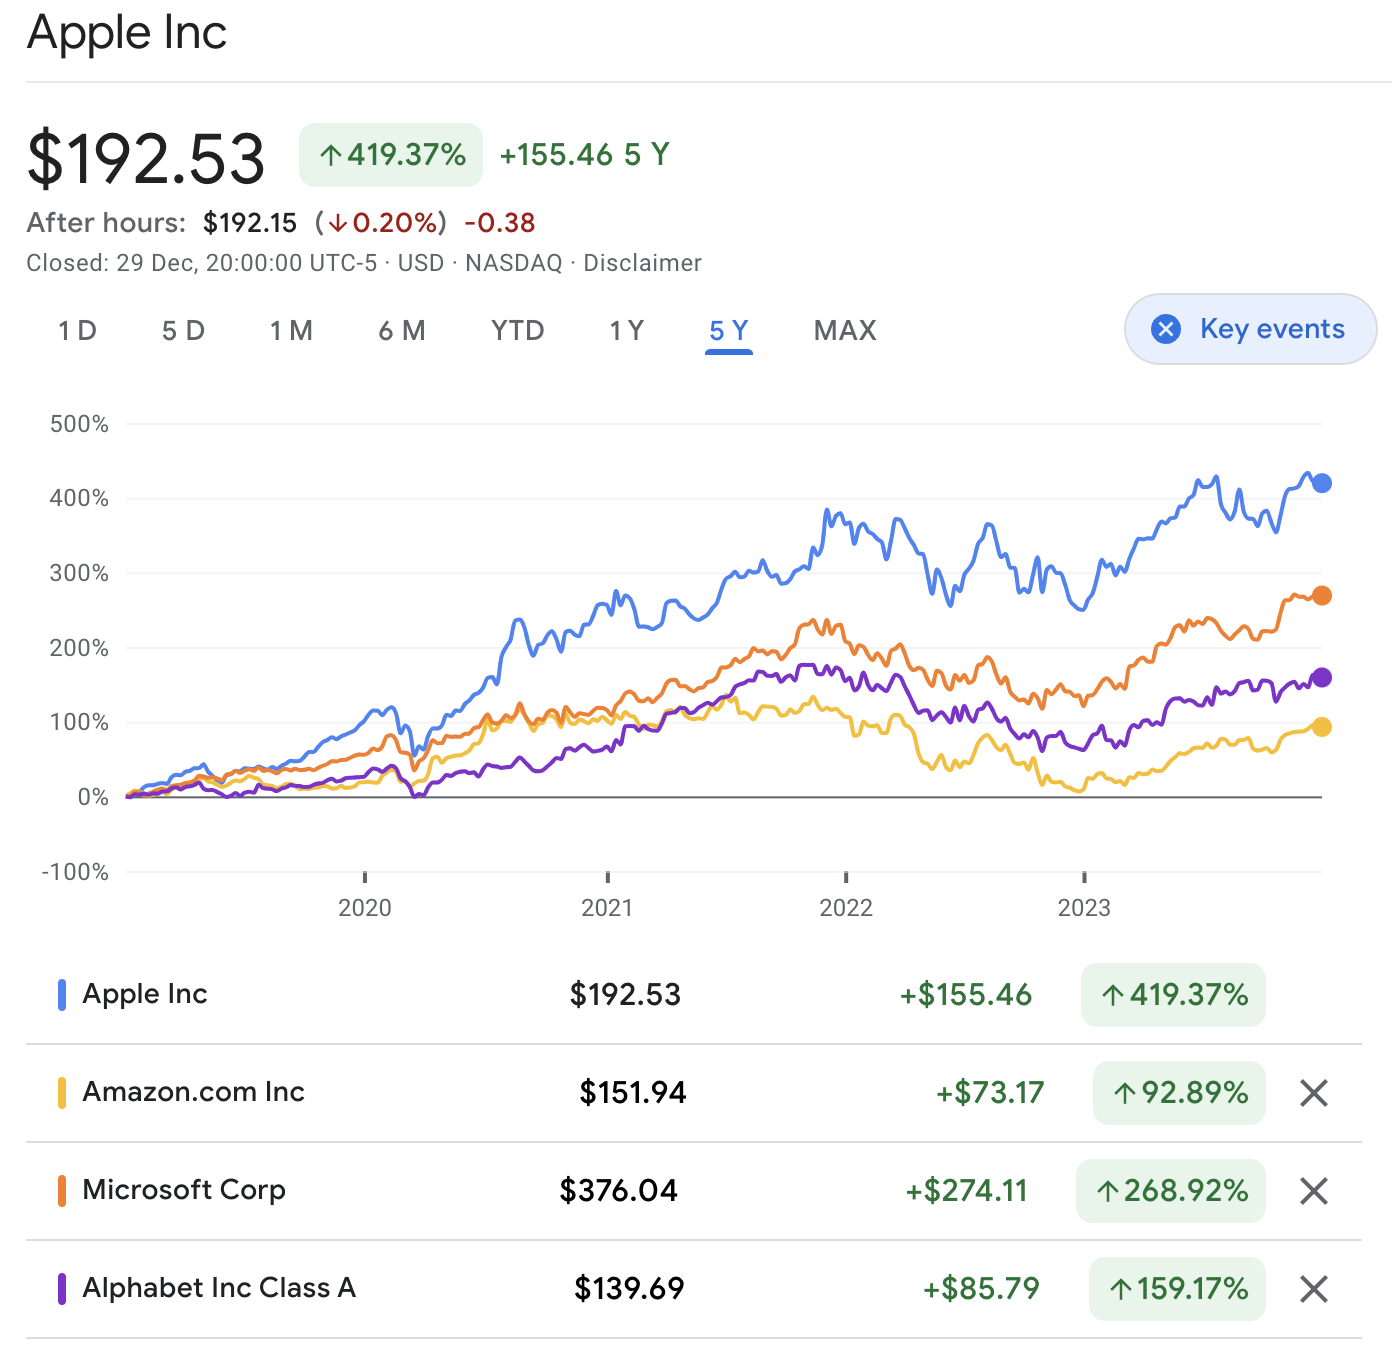 Apple Inc
$192.53 ↑419.37% +155.46 5 Y
After hours: $192.15 (↓0.20%) -0.38
Closed: 29 Dec, 20:00:00 UTC-5 · USD · NASDAQ · Disclaimer
1 D 5 D 1 M 6 M YTD 1 Y 5 Y MAX Key events
500%
400%
300%
200%
100%
0%
-100%
2020 2021 2022 2023
Apple Inc $192.53 +$155.46 ↑419.37%
Amazon.com Inc $151.94 +$73.17 ↑92.89%
Microsoft Corp $376.04 +$274.11 ↑268.92%
Alphabet Inc Class A $139.69 +$85.79 ↑159.17%